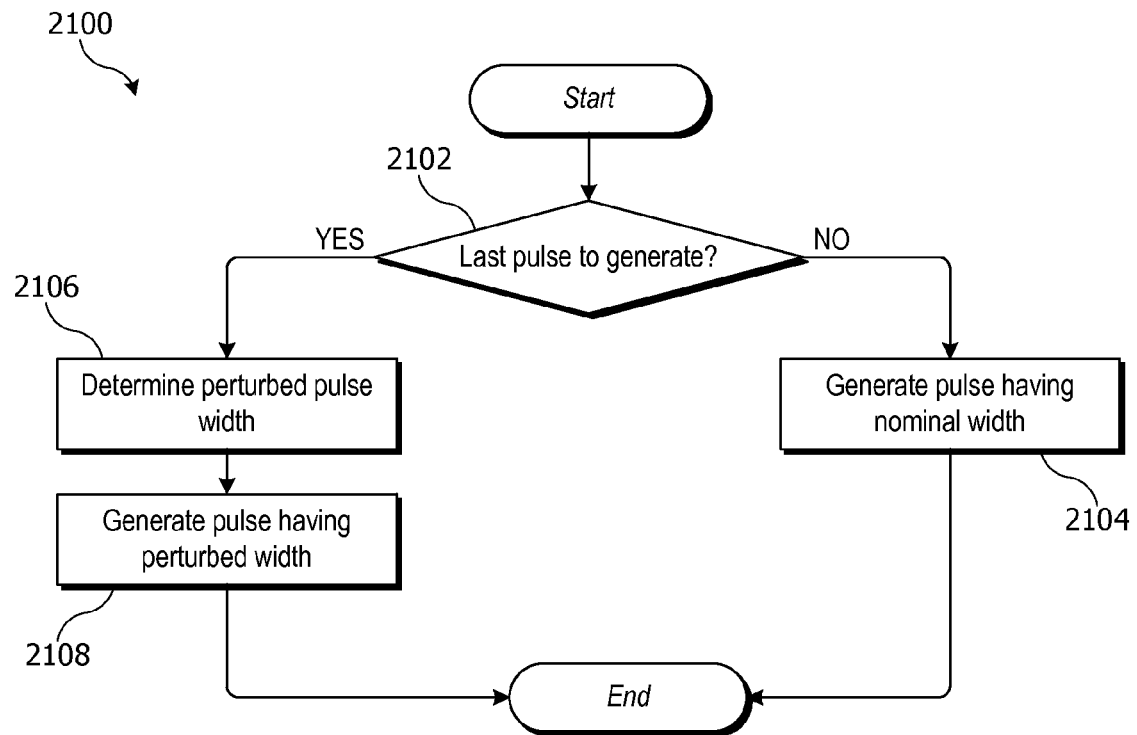 2100
Start
2102
YES
Last pulse to generate?
NO
2106
Determine perturbed pulse
width
Generate pulse having
nominal width
2104
Generate pulse having
perturbed width
2108
End